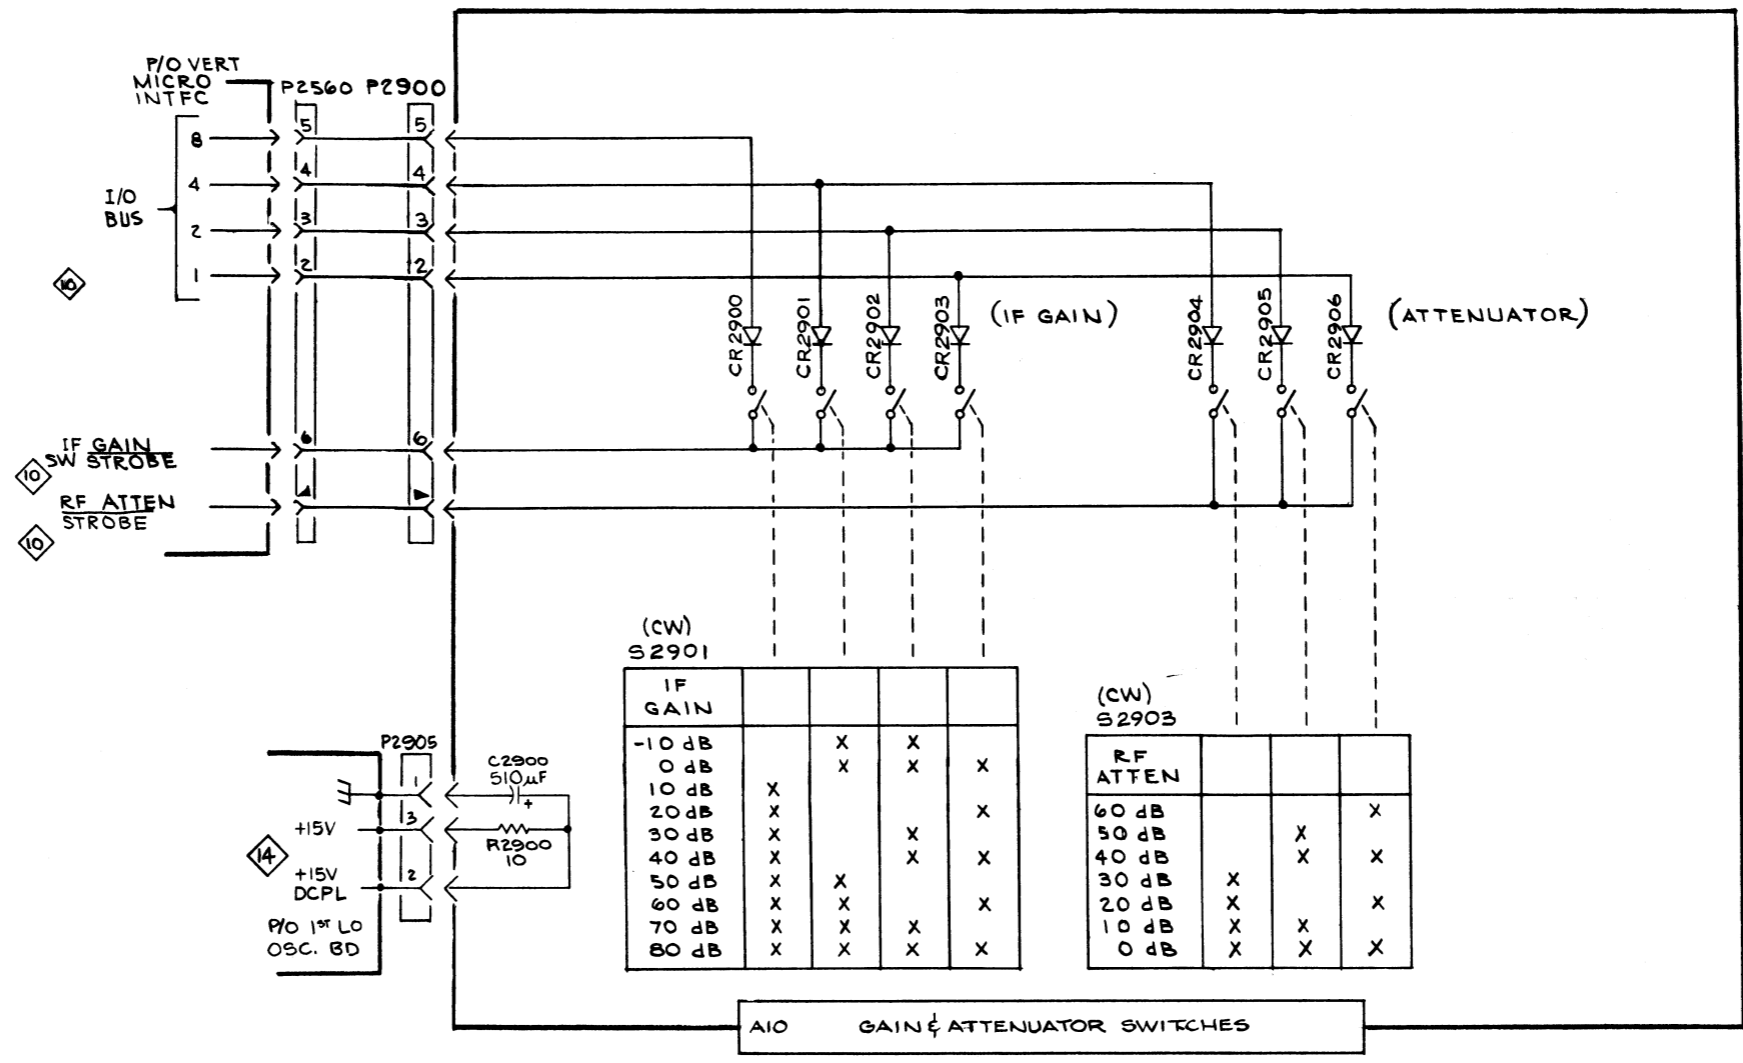 P/O VERT
MICRO
INTFC
P2560 P2900
I/O
BUS
8 5 5
4 4 4
2 3 3
1 2 2
10
CR2900
CR2901
CR2902
CR2903
(IF GAIN)
CR2904
CR2905
CR2906
(ATTENUATOR)
IF GAIN
SW STROBE
6 6
10
RF ATTEN
STROBE
10
(CW)
S2901
IF
GAIN
-10 dB X X
0 dB X X X
10 dB X
20 dB X X
30 dB X X
40 dB X X X
50 dB X X
60 dB X X X
70 dB X X X
80 dB X X X X
(CW)
S2903
RF
ATTEN
60 dB X
50 dB X
40 dB X X
30 dB X
20 dB X X
10 dB X X
0 dB X X X
P2905
1
C2900
510µF
+
+15V
3
R2900
10
14
+15V
DCPL
2
P/O 1ST LO
OSC. BD
A10 GAIN & ATTENUATOR SWITCHES